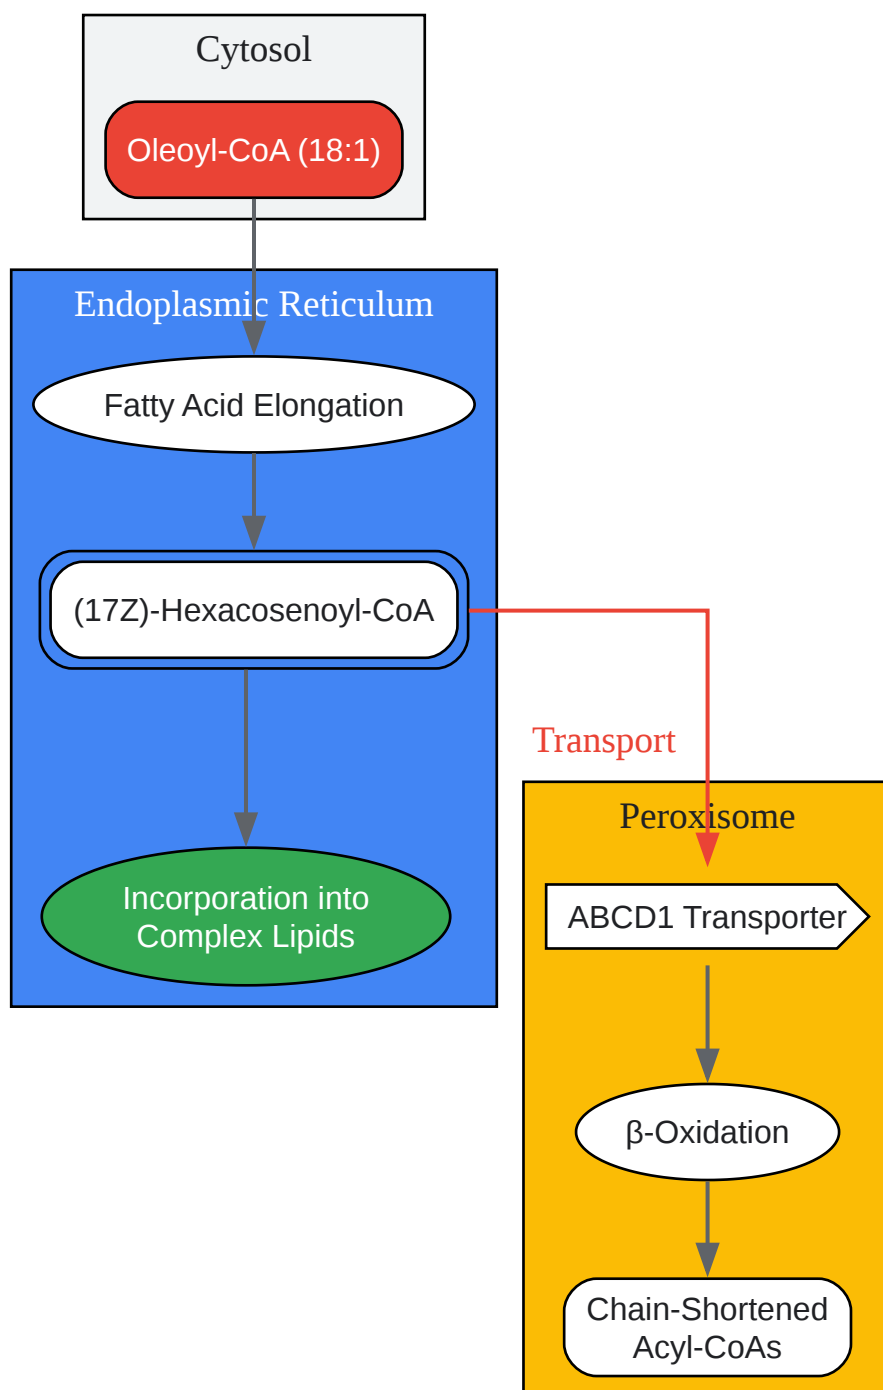 Cytosol
Oleoyl-CoA (18:1)
Endoplasmic Reticulum
Fatty Acid Elongation
(17Z)-Hexacosenoyl-CoA
Transport
Peroxisome
Incorporation into
Complex Lipids
ABCD1 Transporter
β-Oxidation
Chain-Shortened
Acyl-CoAs